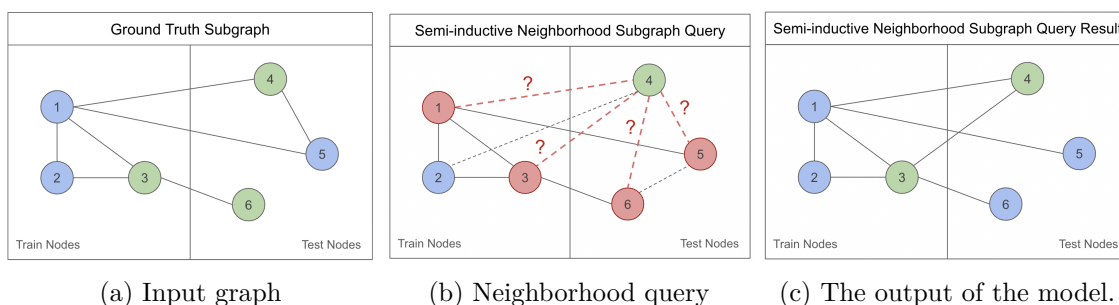 Ground Truth Subgraph
1
2
3
4
5
6
Train Nodes
Test Nodes
(a) Input graph
Semi-inductive Neighborhood Subgraph Query
?
?
?
?
1
2
3
4
5
6
Train Nodes
Test Nodes
(b) Neighborhood query
Semi-inductive Neighborhood Subgraph Query Result
1
2
3
4
5
6
Train Nodes
Test Nodes
(c) The output of the model.